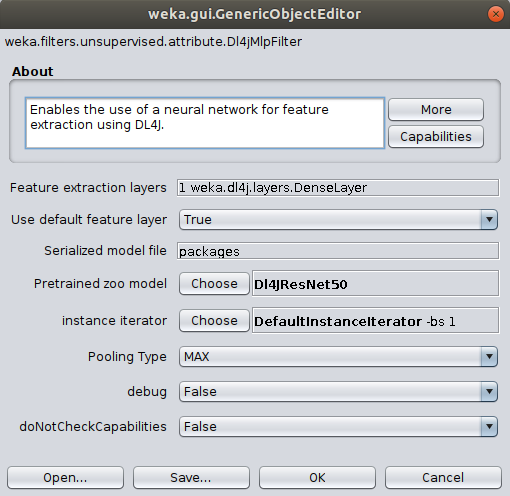 weka.gui.GenericObjectEditor
weka.filters.unsupervised.attribute.Dl4jMlpFilter
About
Enables the use of a neural network for feature
extraction using DL4J.
More
Capabilities
Feature extraction layers 1 weka.dl4j.layers.DenseLayer
Use default feature layer True
Serialized model file packages
Pretrained zoo model Choose Dl4JResNet50
instance iterator Choose DefaultInstanceIterator -bs 1
Pooling Type MAX
debug False
doNotCheckCapabilities False
Open... Save... OK Cancel